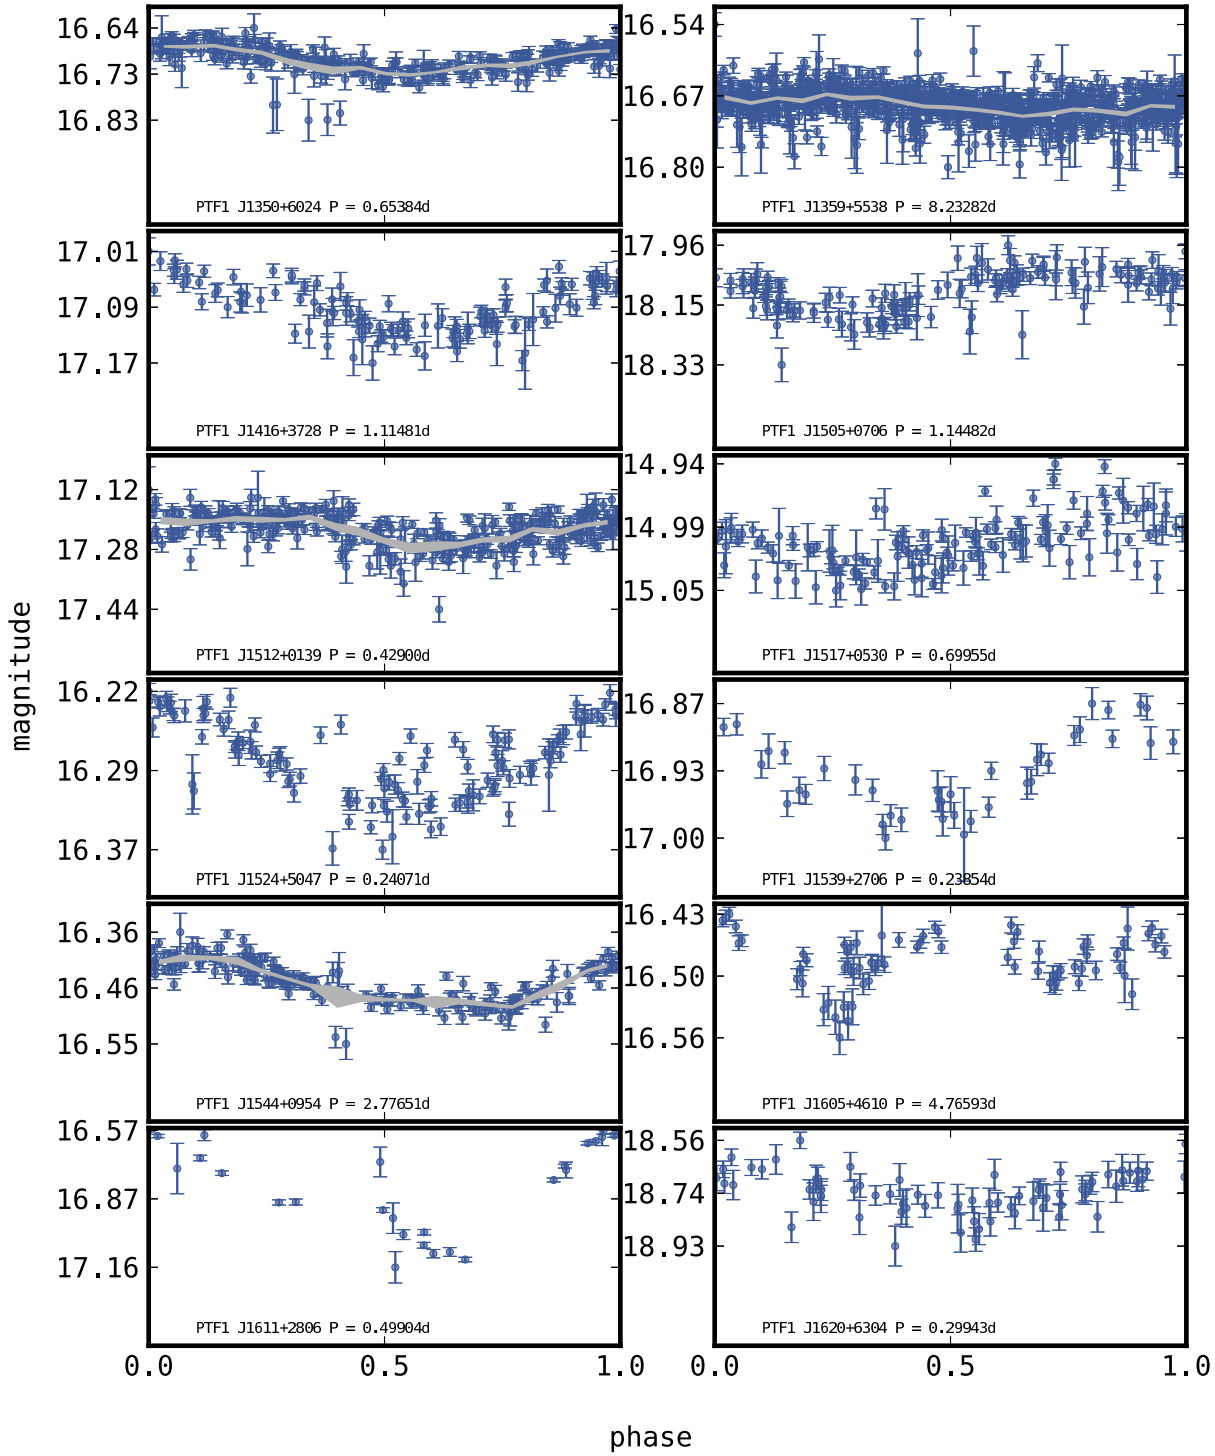 16.64
16.73
16.83
PTF1 J1350+6024 P = 0.65384d
16.54
16.67
16.80
PTF1 J1359+5538 P = 8.23282d
17.01
17.09
17.17
PTF1 J1416+3728 P = 1.11481d
17.96
18.15
18.33
PTF1 J1505+0706 P = 1.14482d
17.12
17.28
17.44
PTF1 J1512+0139 P = 0.42900d
14.94
14.99
15.05
PTF1 J1517+0530 P = 0.69955d
magnitude
16.22
16.29
16.37
PTF1 J1524+5047 P = 0.24071d
16.87
16.93
17.00
PTF1 J1539+2706 P = 0.23854d
16.36
16.46
16.55
PTF1 J1544+0954 P = 2.77651d
16.43
16.50
16.56
PTF1 J1605+4610 P = 4.76593d
16.57
16.87
17.16
PTF1 J1611+2806 P = 0.49904d
18.56
18.74
18.93
PTF1 J1620+6304 P = 0.29943d
0.0 0.5 1.0
0.0 0.5 1.0
phase